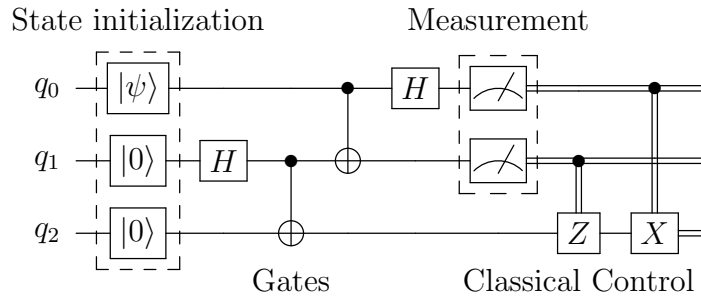 State initialization Measurement
q₀ |ψ⟩ H
q₁ |0⟩ H
q₂ |0⟩ Z X
Gates Classical Control